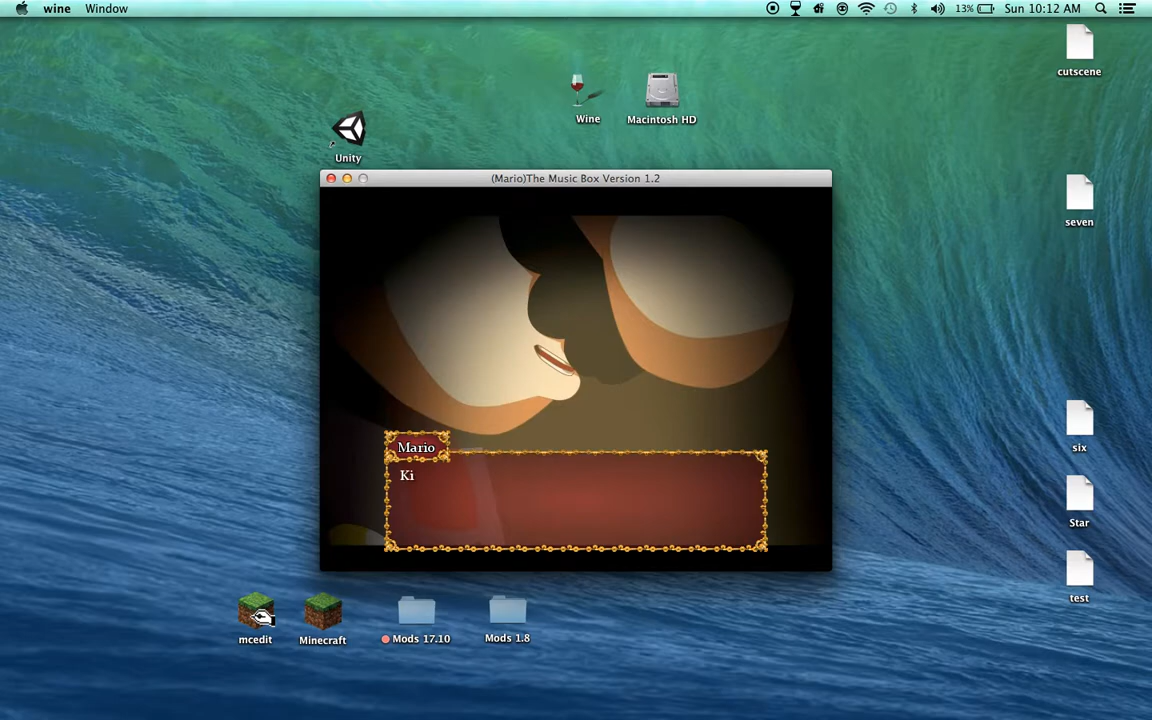 wine Window
13% Sun 10:12 AM
cutscene
Wine
Macintosh HD
Unity
(Mario)The Music Box Version 1.2
seven
Mario
Ki
six
Star
test
mcedit
Minecraft
Mods 17.10
Mods 1.8